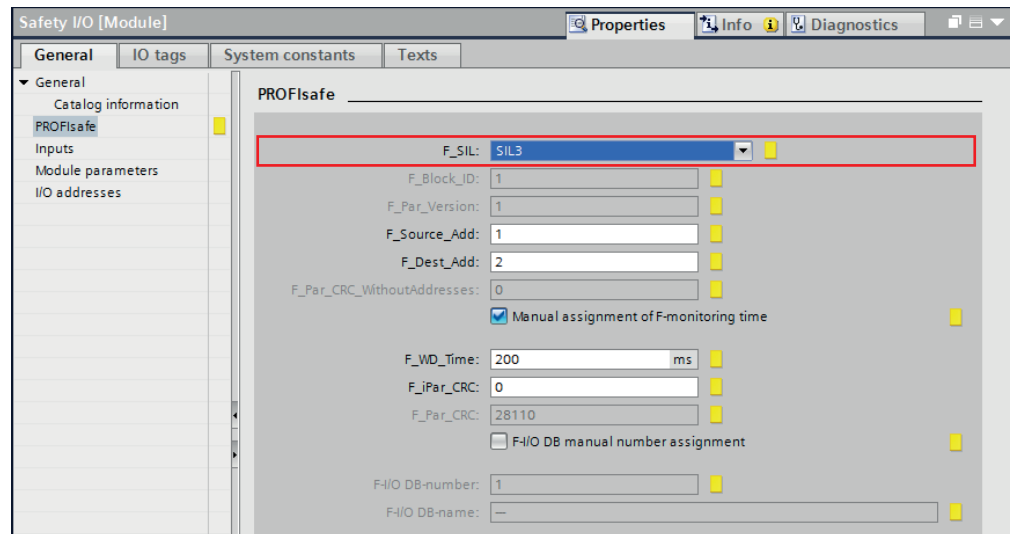 Safety I/O [Module]
Properties
Info
Diagnostics
General
IO tags
System constants
Texts
General
Catalog information
PROFIsafe
Inputs
Module parameters
I/O addresses
PROFIsafe
F_SIL: SIL3
F_Block_ID: 1
F_Par_Version: 1
F_Source_Add: 1
F_Dest_Add: 2
F_Par_CRC_WithoutAddresses: 0
Manual assignment of F-monitoring time
F_WD_Time: 200 ms
F_iPar_CRC: 0
F_Par_CRC: 28110
F-I/O DB manual number assignment
F-I/O DB-number: 1
F-I/O DB-name: —